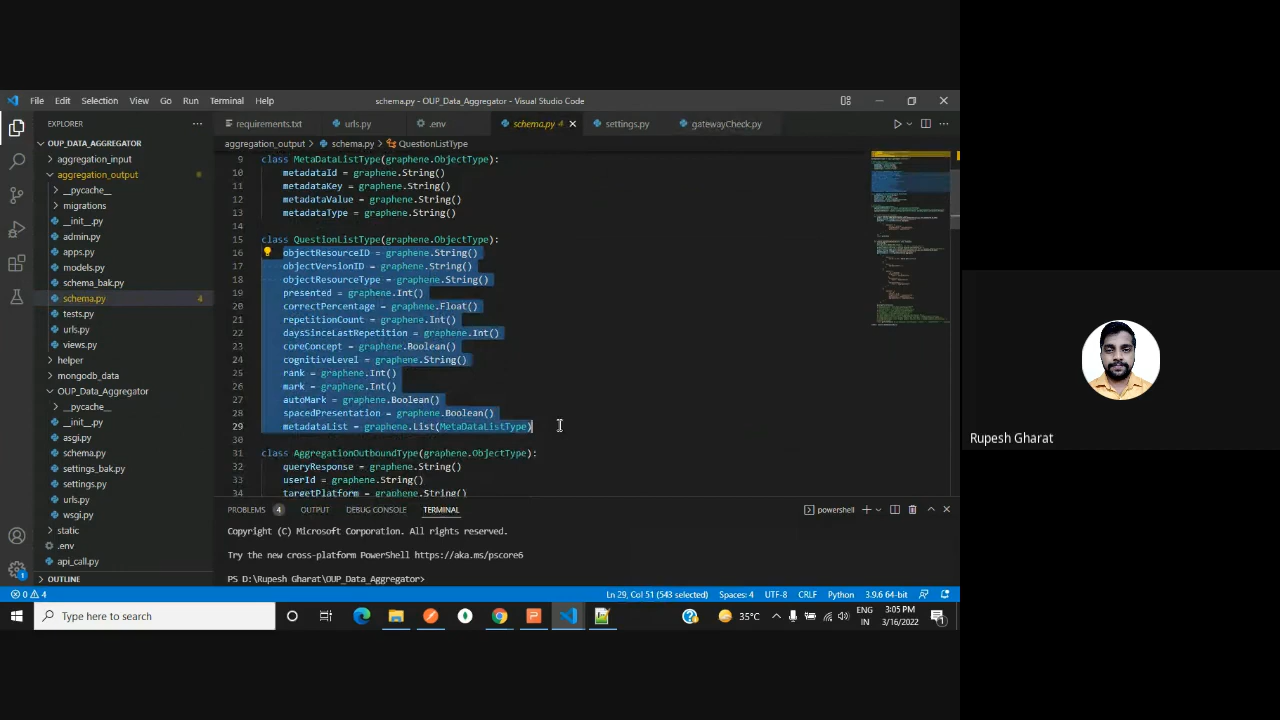 File Edit Selection View Go Run Terminal Help
schema.py - OUP_Data_Aggregator - Visual Studio Code
EXPLORER
OUP_DATA_AGGREGATOR
aggregation_input
aggregation_output
__pycache__
migrations
__init__.py
admin.py
apps.py
models.py
schema_bak.py
schema.py 4
tests.py
urls.py
views.py
helper
mongodb_data
OUP_Data_Aggregator
__pycache__
__init__.py
asgi.py
schema.py
settings_bak.py
settings.py
urls.py
wsgi.py
static
.env
api_call.py
OUTLINE
requirements.txt urls.py .env schema.py 4 settings.py gatewayCheck.py
aggregation_output > schema.py > QuestionListType
9 class MetaDataListType(graphene.ObjectType):
10 metadataId = graphene.String()
11 metadataKey = graphene.String()
12 metadataValue = graphene.String()
13 metadataType = graphene.String()
14
15 class QuestionListType(graphene.ObjectType):
16 objectResourceID = graphene.String()
17 objectVersionID = graphene.String()
18 objectResourceType = graphene.String()
19 presented = graphene.Int()
20 correctPercentage = graphene.Float()
21 repetitionCount = graphene.Int()
22 daysSinceLastRepetition = graphene.Int()
23 coreConcept = graphene.Boolean()
24 cognitiveLevel = graphene.String()
25 rank = graphene.Int()
26 mark = graphene.Int()
27 autoMark = graphene.Boolean()
28 spacedPresentation = graphene.Boolean()
29 metadataList = graphene.List(MetaDataListType)
30
31 class AggregationOutboundType(graphene.ObjectType):
32 queryResponse = graphene.String()
33 userId = graphene.String()
34 targetPlatform = graphene.String()
PROBLEMS 4 OUTPUT DEBUG CONSOLE TERMINAL
powershell
Copyright (C) Microsoft Corporation. All rights reserved.
Try the new cross-platform PowerShell https://aka.ms/pscore6
PS D:\Rupesh Gharat\OUP_Data_Aggregator>
1
0 4
Ln 29, Col 51 (543 selected) Spaces: 4 UTF-8 CRLF Python 3.9.6 64-bit
Type here to search
35°C
ENG
IN
3:05 PM
3/16/2022
1
Rupesh Gharat